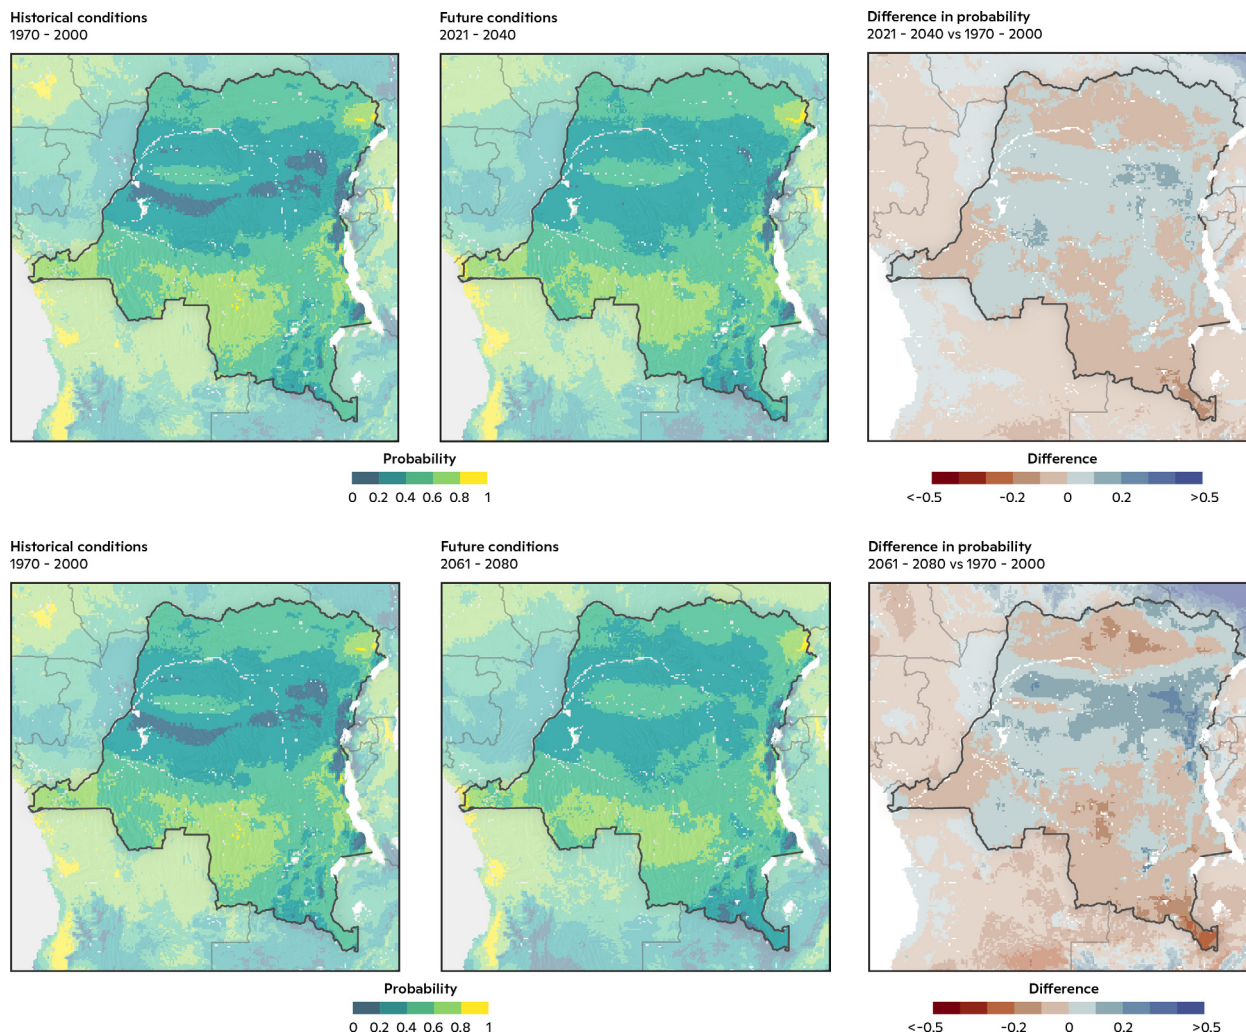 Historical conditions
1970 - 2000
Future conditions
2021 - 2040
Difference in probability
2021 - 2040 vs 1970 - 2000
Probability
0 0.2 0.4 0.6 0.8 1
Difference
<-0.5 -0.2 0 0.2 >0.5
Historical conditions
1970 - 2000
Future conditions
2061 - 2080
Difference in probability
2061 - 2080 vs 1970 - 2000
Probability
0 0.2 0.4 0.6 0.8 1
Difference
<-0.5 -0.2 0 0.2 >0.5